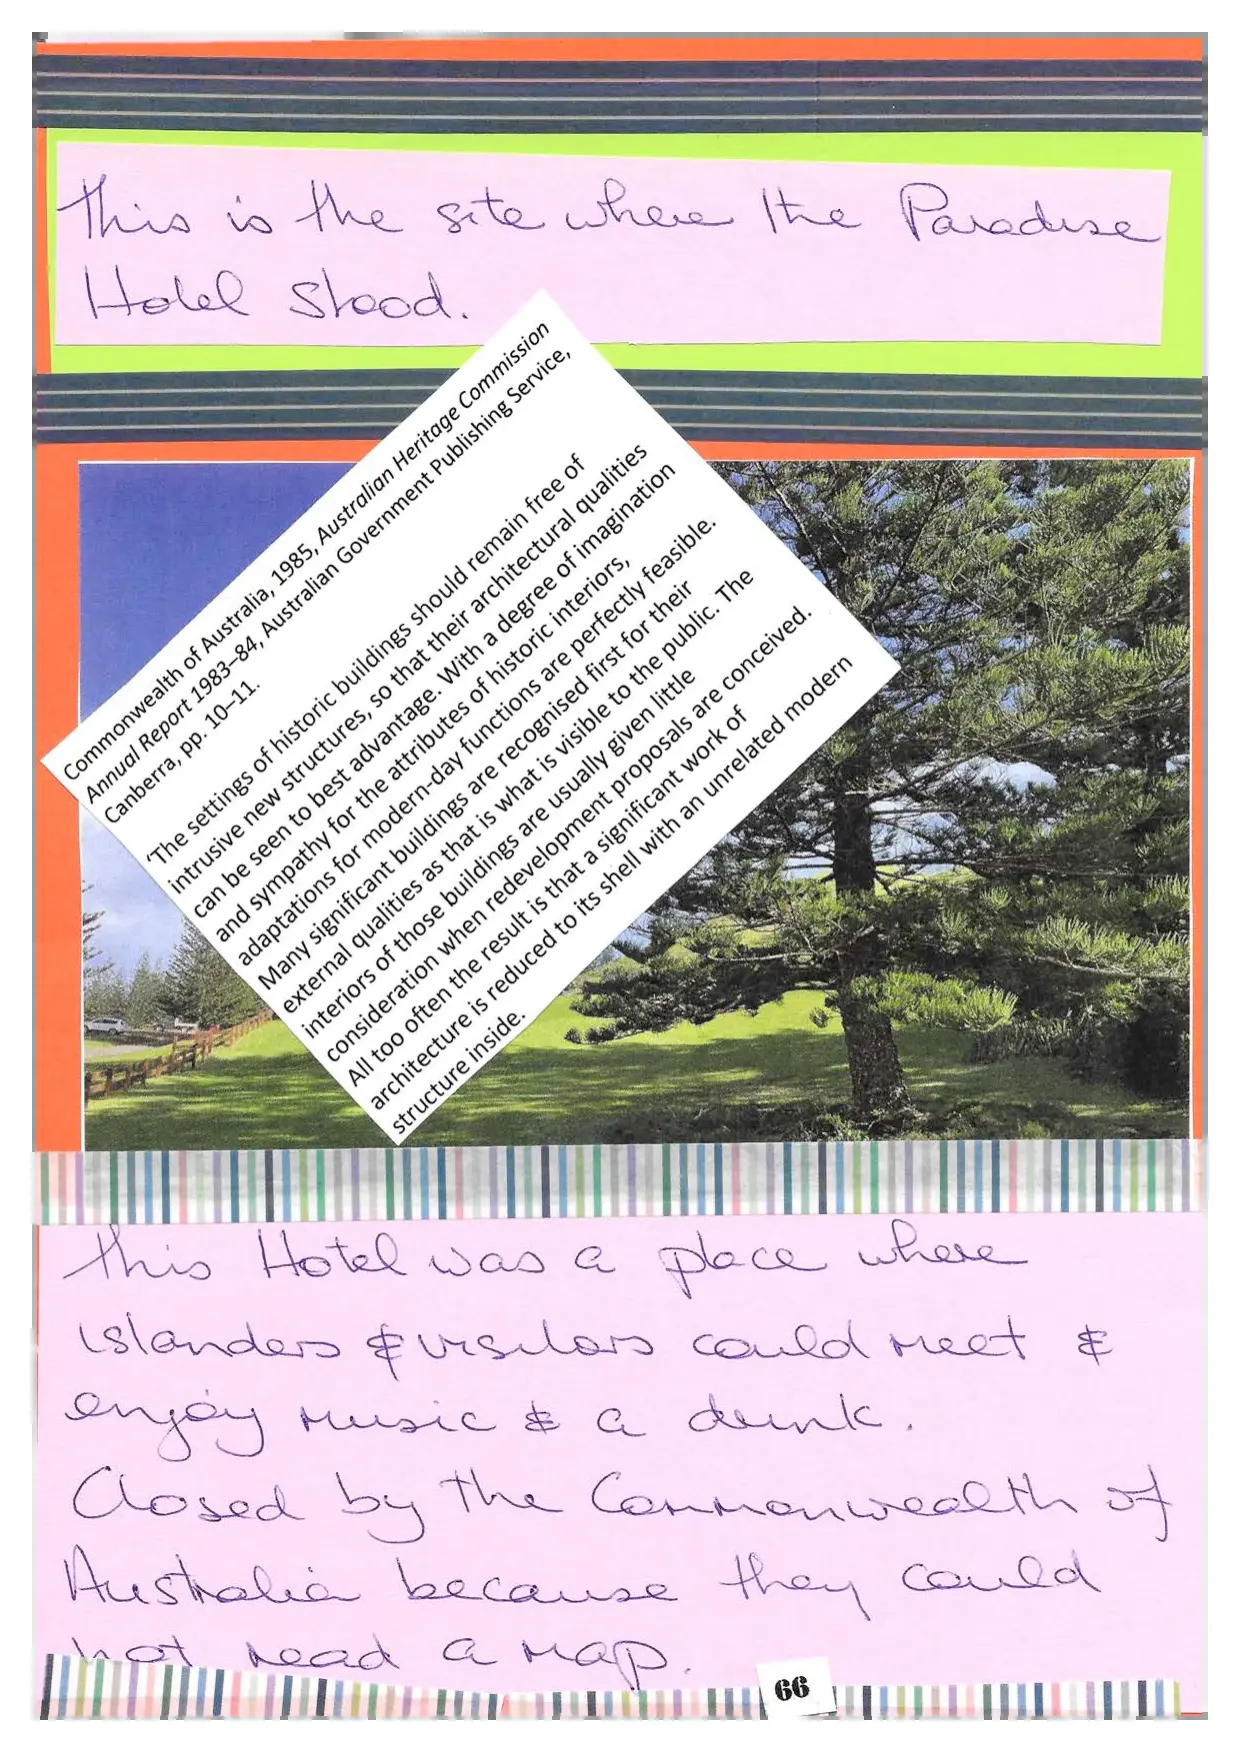 This is the site where the Paradise
Hotel stood.
Commonwealth of Australia, 1985, Australian Heritage Commission
Annual Report 1983–84, Australian Government Publishing Service,
Canberra, pp. 10–11.
‘The settings of historic buildings should remain free of
intrusive new structures, so that their architectural qualities
can be seen to best advantage. With a degree of imagination
and sympathy for the attributes of historic interiors,
adaptations for modern-day functions are perfectly feasible.
Many significant buildings are recognised first for their
external qualities as that is what is visible to the public. The
interiors of those buildings are usually given little
consideration when redevelopment proposals are conceived.
All too often the result is that a significant work of
architecture is reduced to its shell with an unrelated modern
structure inside.
This Hotel was a place where
islanders & visitors could meet &
enjoy music & a drink.
Closed by the Commonwealth of
Australia because they could
not read a map.
66